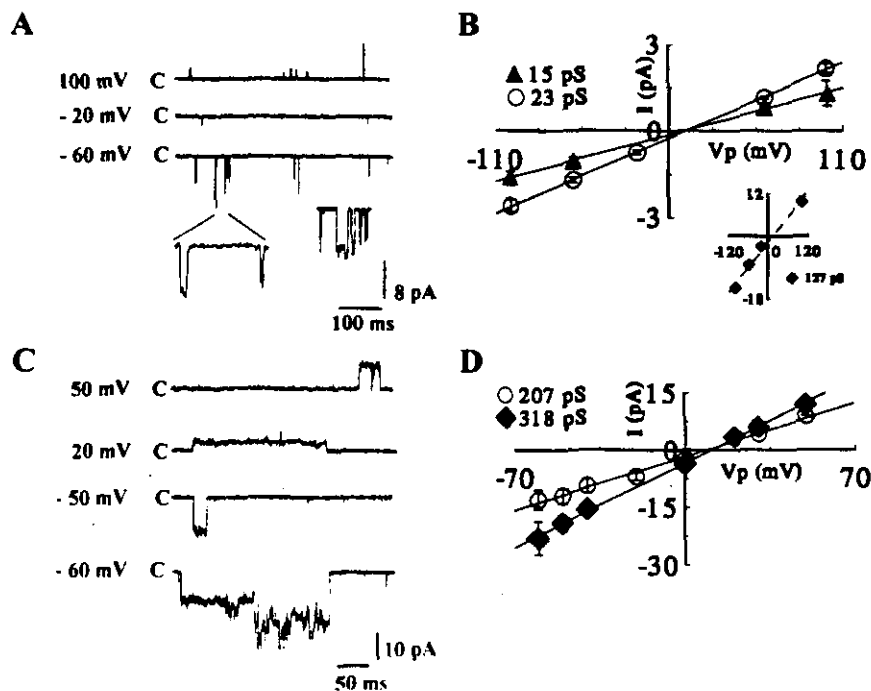 A
100 mV C
- 20 mV C
- 60 mV C
8 pA
100 ms
B
15 pS
23 pS
3
I (pA)
0
-110
Vp (mV)
110
-3
12
-120
0
120
127 pS
-18
C
50 mV C
20 mV C
- 50 mV C
- 60 mV C
10 pA
50 ms
D
207 pS
318 pS
15
I (pA)
0
-70
Vp (mV)
70
-15
-30